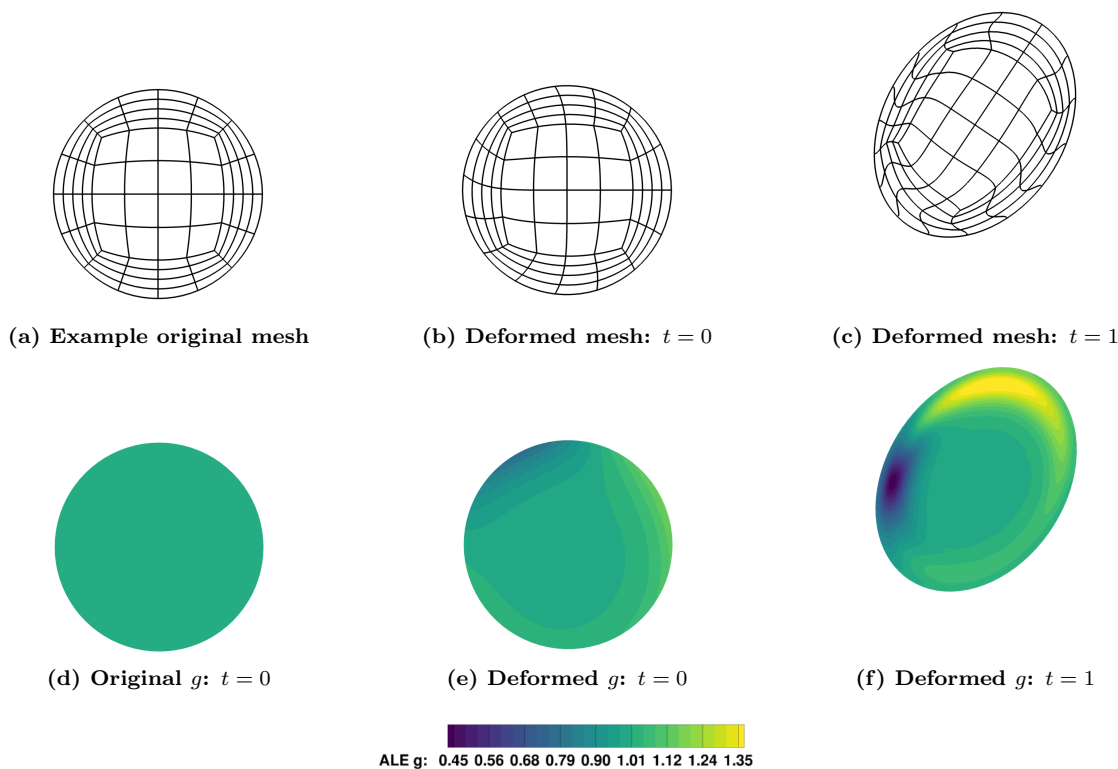 (a) Example original mesh
(b) Deformed mesh: t = 0
(c) Deformed mesh: t = 1
(d) Original g: t = 0
(e) Deformed g: t = 0
(f) Deformed g: t = 1
ALE g: 0.45 0.56 0.68 0.79 0.90 1.01 1.12 1.24 1.35